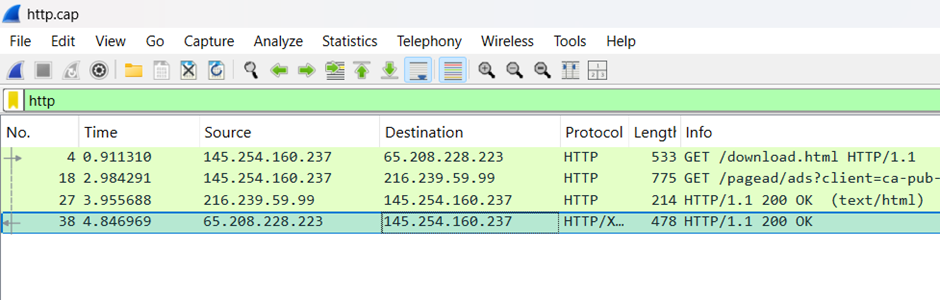 http.cap
File Edit View Go Capture Analyze Statistics Telephony Wireless Tools Help
http
No. Time Source Destination Protocol Length Info
4 0.911310 145.254.160.237 65.208.228.223 HTTP 533 GET /download.html HTTP/1.1
18 2.984291 145.254.160.237 216.239.59.99 HTTP 775 GET /pagead/ads?client=ca-pub-
27 3.955688 216.239.59.99 145.254.160.237 HTTP 214 HTTP/1.1 200 OK (text/html)
38 4.846969 65.208.228.223 145.254.160.237 HTTP/X… 478 HTTP/1.1 200 OK